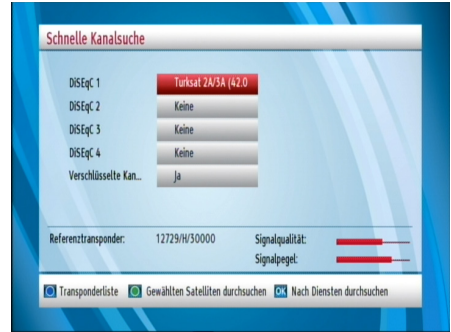 Schnelle Kanalsuche
DiSEqC 1 Turksat 2A/3A (42.0
DiSEqC 2 Keine
DiSEqC 3 Keine
DiSEqC 4 Keine
Verschlüsselte Kan... Ja
Referenztransponder: 12729/H/30000 Signalqualität:
Signalpegel:
Transponderliste Gewählten Satelliten durchsuchen OK Nach Diensten durchsuchen